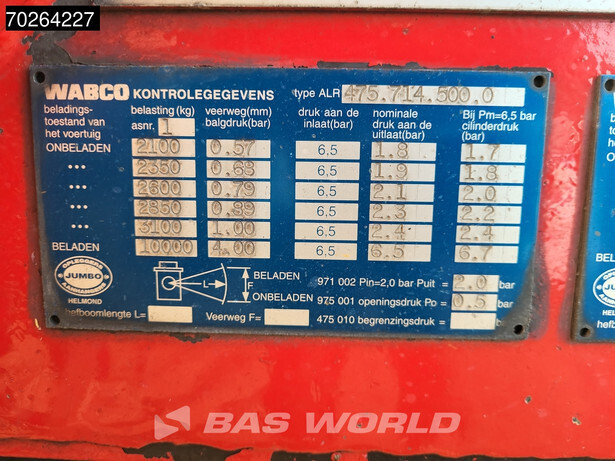 70264227
WABCO KONTROLEGEGEVENS type ALR 475.714.500.0
beladings-toestand van het voertuig belasting (kg) asnr. 1 veerweg(mm) balgdruk(bar) druk aan de inlaat(bar) nominale druk aan de uitlaat(bar) Bij Pm=6,5 bar cilinderdruk(bar)
ONBELADEN 2100 0.57 6,5 1.8 1.7
"" 2350 0.68 6,5 1.9 1.8
"" 2600 0.79 6,5 2.1 2.0
"" 2850 0.89 6,5 2.3 2.2
"" 3100 1.00 6,5 2.4 2.4
BELADEN 10000 4.00 6,5 6.5 6.7
OPLEGGERS JUMBO AANHANGERS
HELMOND
L F
BELADEN
ONBELADEN
971 002 Pin=2,0 bar Puit = 2.0 bar
975 001 openingsdruk Po = 0.5 bar
hefboomlengte L= Veerweg F= 475 010 begrenzingsdruk = bar
BAS WORLD